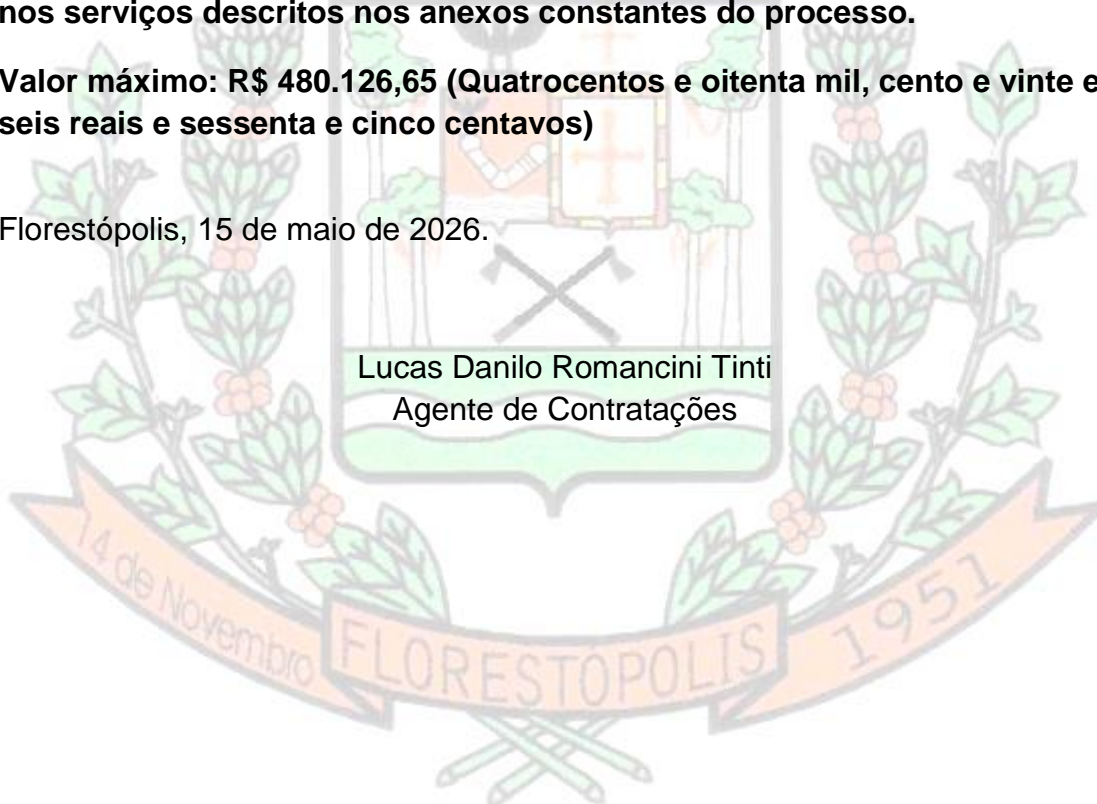 nos serviços descritos nos anexos constantes do processo.
Valor máximo: R$ 480.126,65 (Quatrocentos e oitenta mil, cento e vinte e
seis reais e sessenta e cinco centavos)
Florestópolis, 15 de maio de 2026.
Lucas Danilo Romancini Tinti
Agente de Contratações
14 de Novembro
FLORESTÓPOLIS
1951